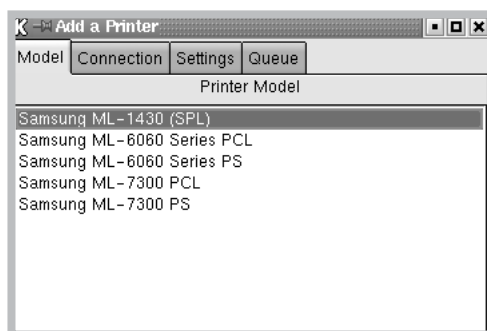 Add a Printer
Model Connection Settings Queue
Printer Model
Samsung ML-1430 (SPL)
Samsung ML-6060 Series PCL
Samsung ML-6060 Series PS
Samsung ML-7300 PCL
Samsung ML-7300 PS